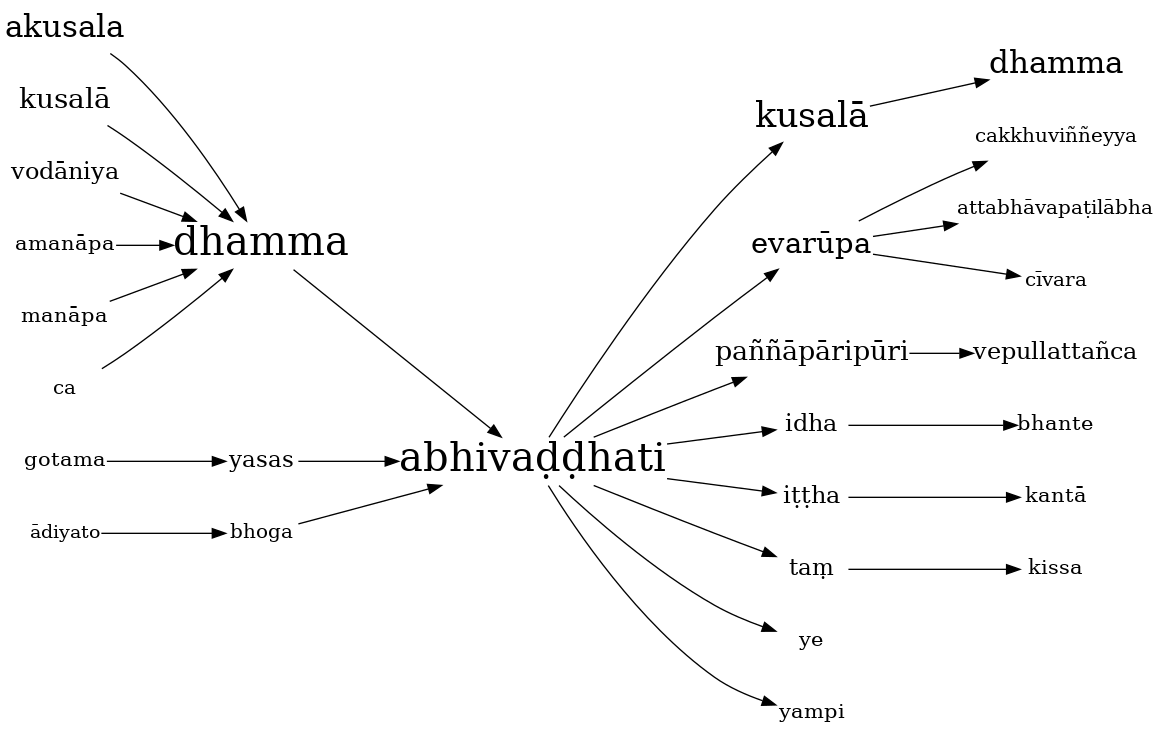 akusala
kusalā
vodāniya
amanāpa
manāpa
ca
gotama
ādiyato
dhamma
yasas
bhoga
abhivaḍḍhati
kusalā
evarūpa
paññāpāripūri
idha
iṭṭha
taṃ
ye
yampi
dhamma
cakkhuviññeyya
attabhāvapaṭilābha
cīvara
vepullattañca
bhante
kantā
kissa